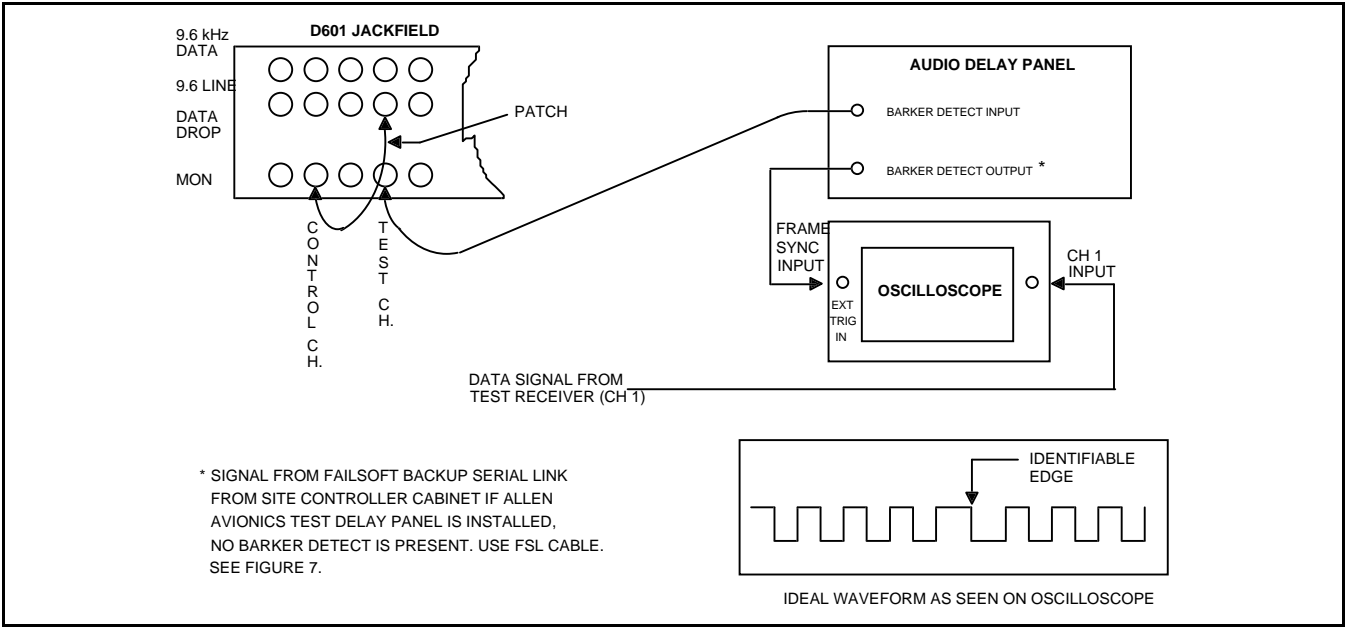 D601 JACKFIELD
9.6 kHz
DATA
9.6 LINE
DATA
DROP
MON
PATCH
CONTROL CH.
TEST CH.
AUDIO DELAY PANEL
BARKER DETECT INPUT
BARKER DETECT OUTPUT *
FRAME
SYNC
INPUT
EXT
TRIG
IN
OSCILLOSCOPE
CH 1
INPUT
DATA SIGNAL FROM
TEST RECEIVER (CH 1)
* SIGNAL FROM FAILSOFT BACKUP SERIAL LINK
FROM SITE CONTROLLER CABINET IF ALLEN
AVIONICS TEST DELAY PANEL IS INSTALLED,
NO BARKER DETECT IS PRESENT. USE FSL CABLE.
SEE FIGURE 7.
IDENTIFIABLE
EDGE
IDEAL WAVEFORM AS SEEN ON OSCILLOSCOPE